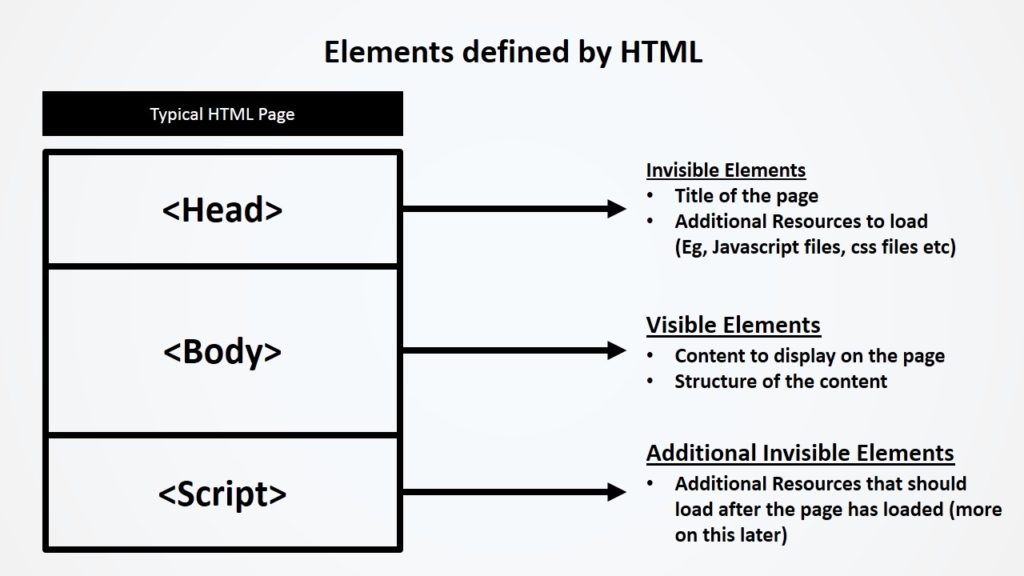 Elements defined by HTML
Typical HTML Page
<Head>
Invisible Elements
• Title of the page
• Additional Resources to load
(Eg, Javascript files, css files etc)
<Body>
Visible Elements
• Content to display on the page
• Structure of the content
<Script>
Additional Invisible Elements
• Additional Resources that should
load after the page has loaded (more
on this later)